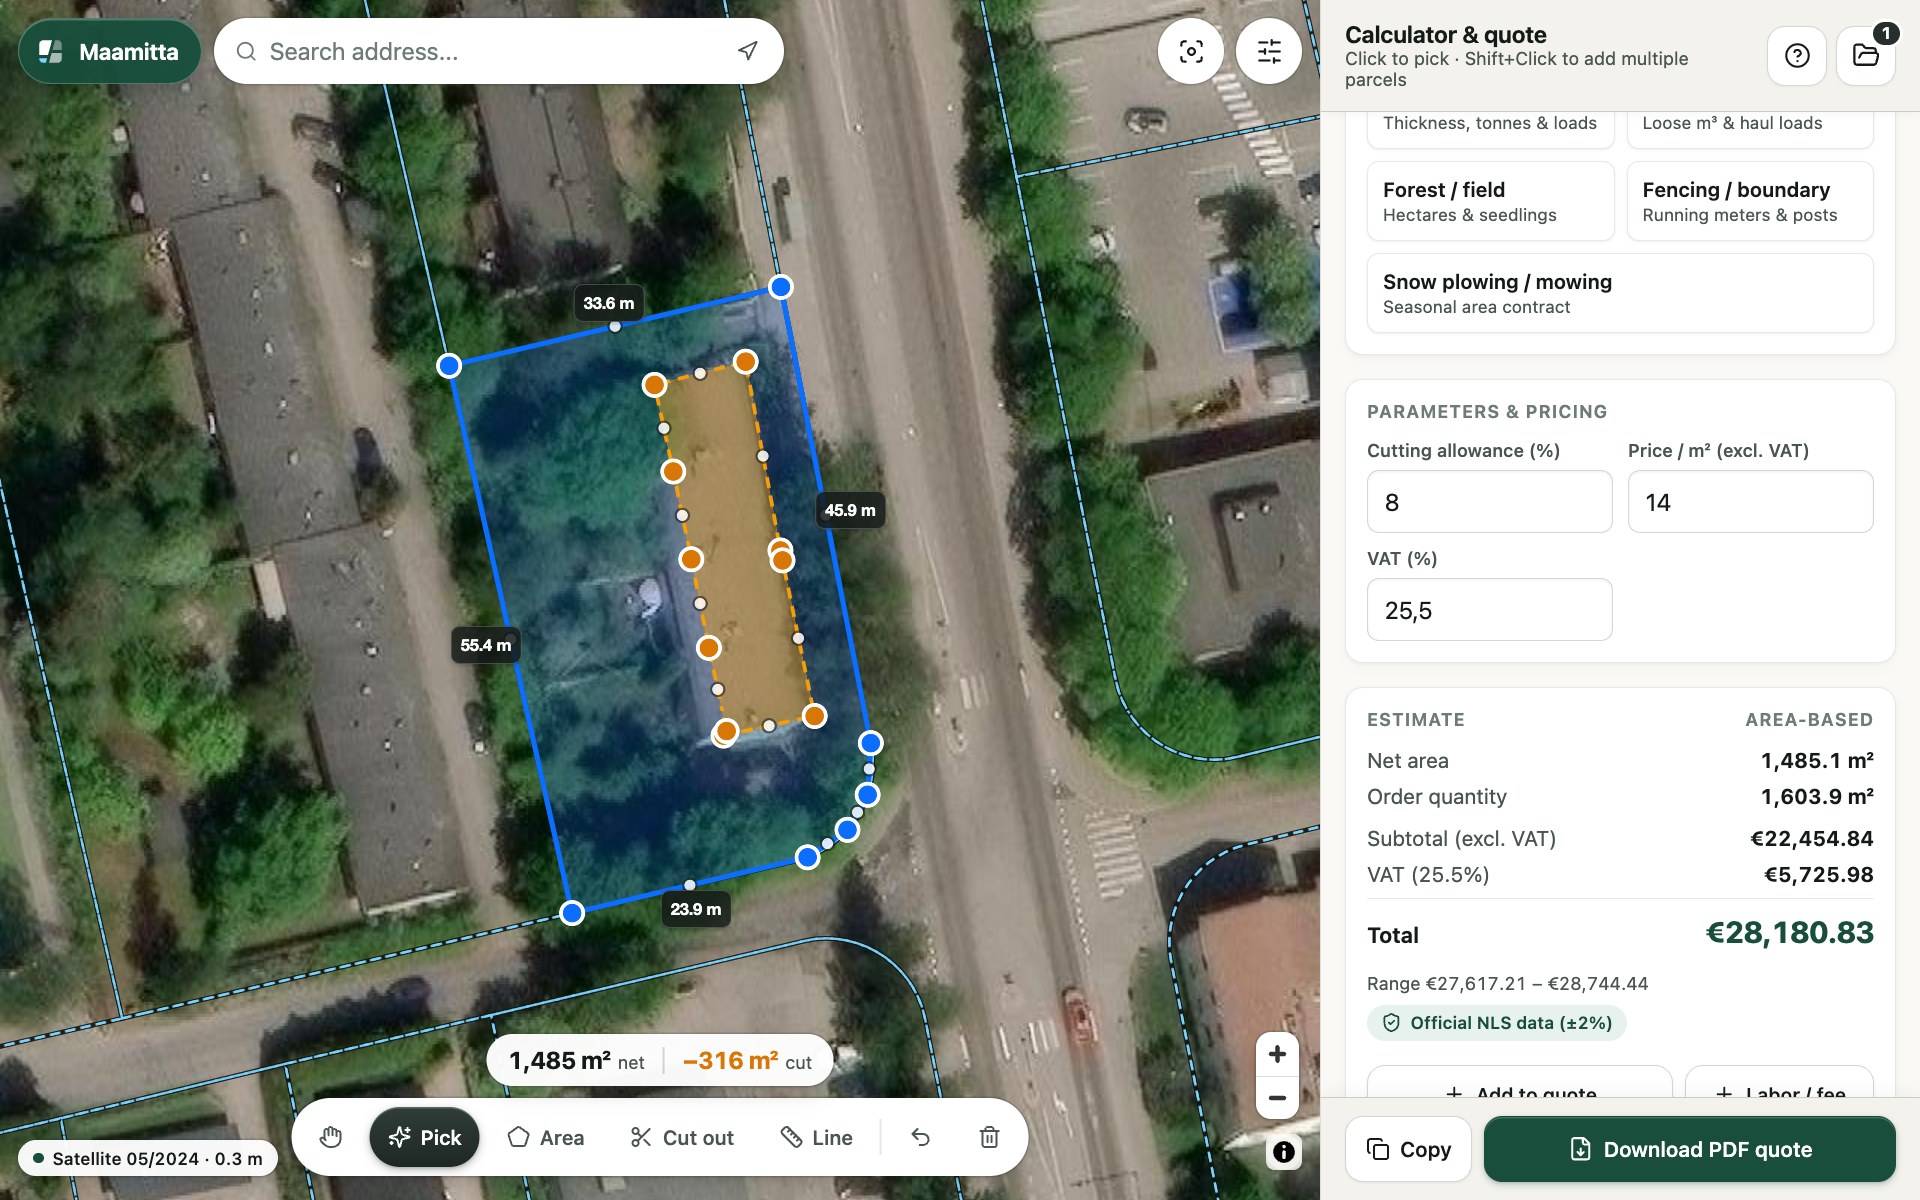 Maamitta
Search address...
33.6 m
45.9 m
55.4 m
23.9 m
1,485 m² net
−316 m² cut
Pick
Area
Cut out
Line
Satellite 05/2024 · 0.3 m
Calculator & quote
Click to pick · Shift+Click to add multiple
parcels
1
Thickness, tonnes & loads
Loose m³ & haul loads
Forest / field
Hectares & seedlings
Fencing / boundary
Running meters & posts
Snow plowing / mowing
Seasonal area contract
PARAMETERS & PRICING
Cutting allowance (%)
8
Price / m² (excl. VAT)
14
VAT (%)
25,5
ESTIMATE AREA-BASED
Net area 1,485.1 m²
Order quantity 1,603.9 m²
Subtotal (excl. VAT) €22,454.84
VAT (25.5%) €5,725.98
Total €28,180.83
Range €27,617.21 – €28,744.44
Official NLS data (±2%)
+ Add to quote
+ Labor / fee
Copy
Download PDF quote